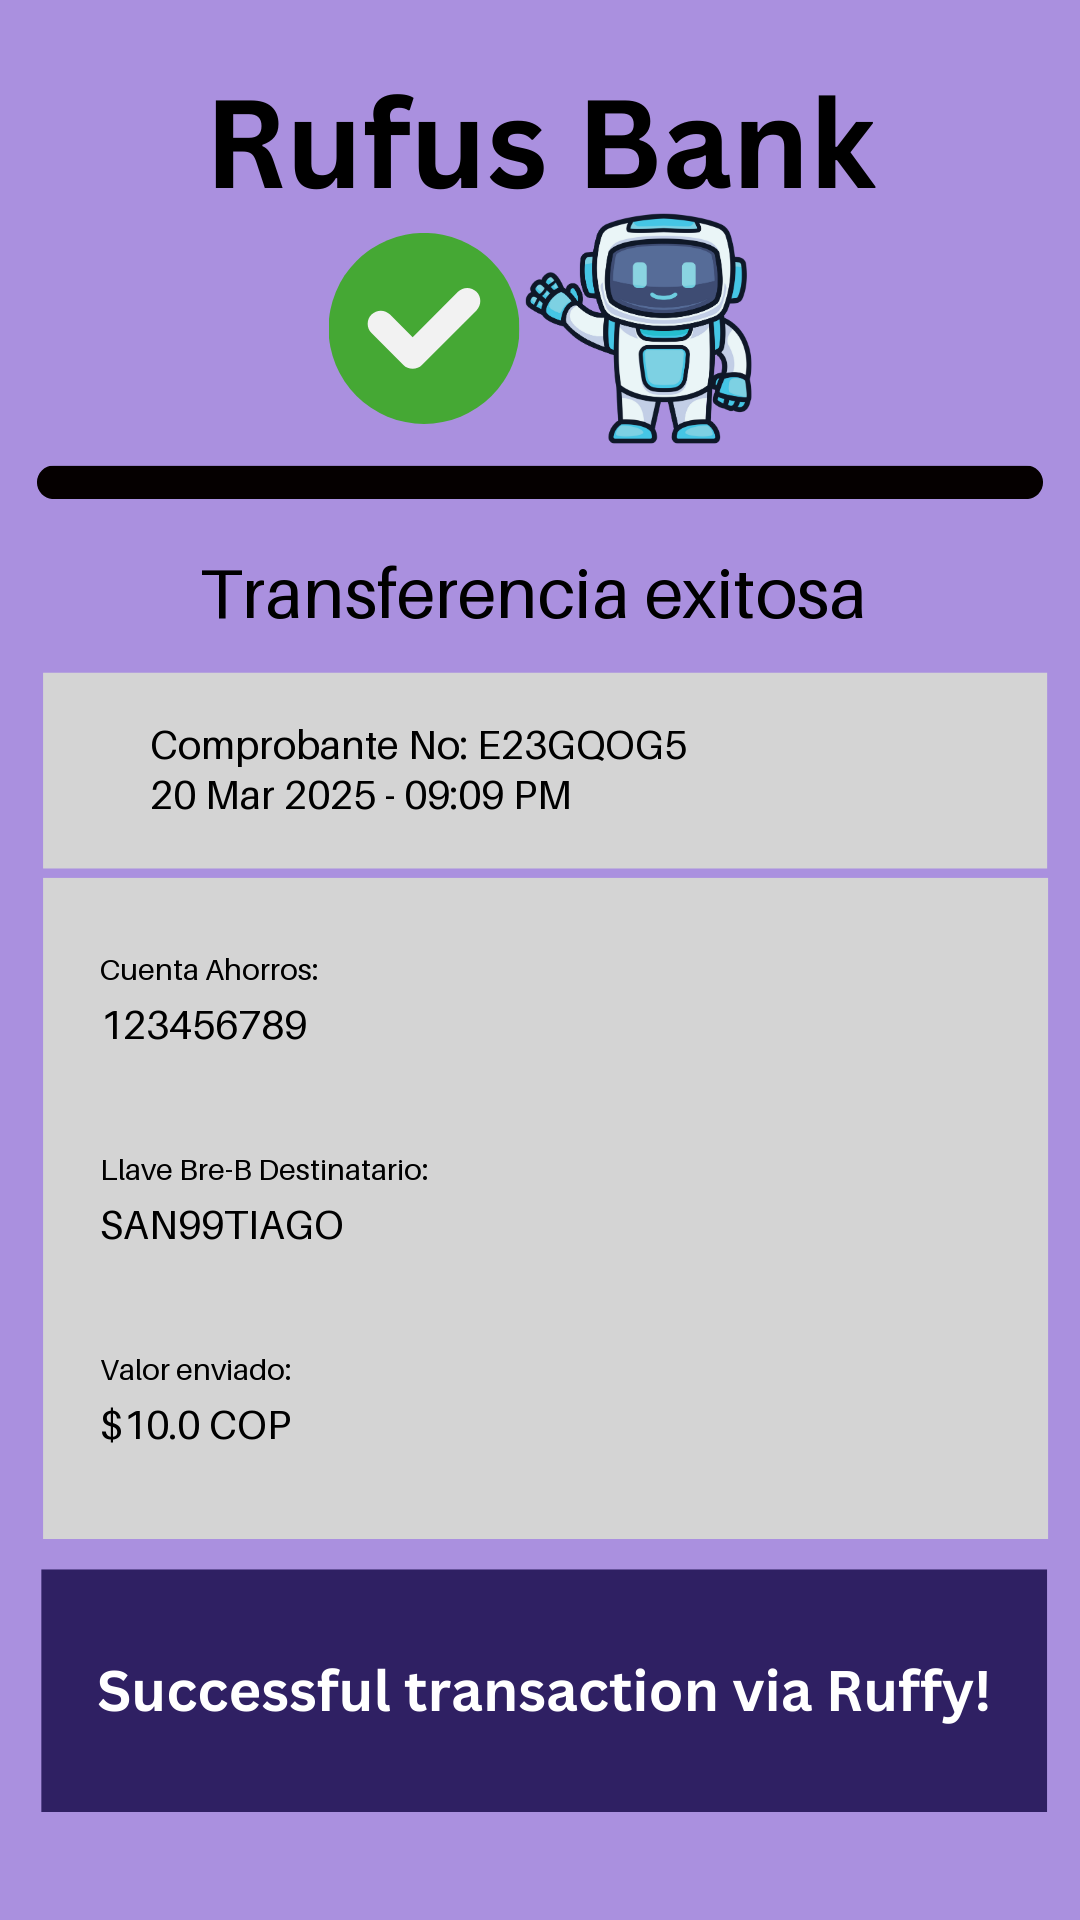 Rufus Bank
Transferencia exitosa
Comprobante No: E23GQOG5
20 Mar 2025 - 09:09 PM
Cuenta Ahorros:
123456789
Llave Bre-B Destinatario:
SAN99TIAGO
Valor enviado:
$10.0 COP
Successful transaction via Ruffy!